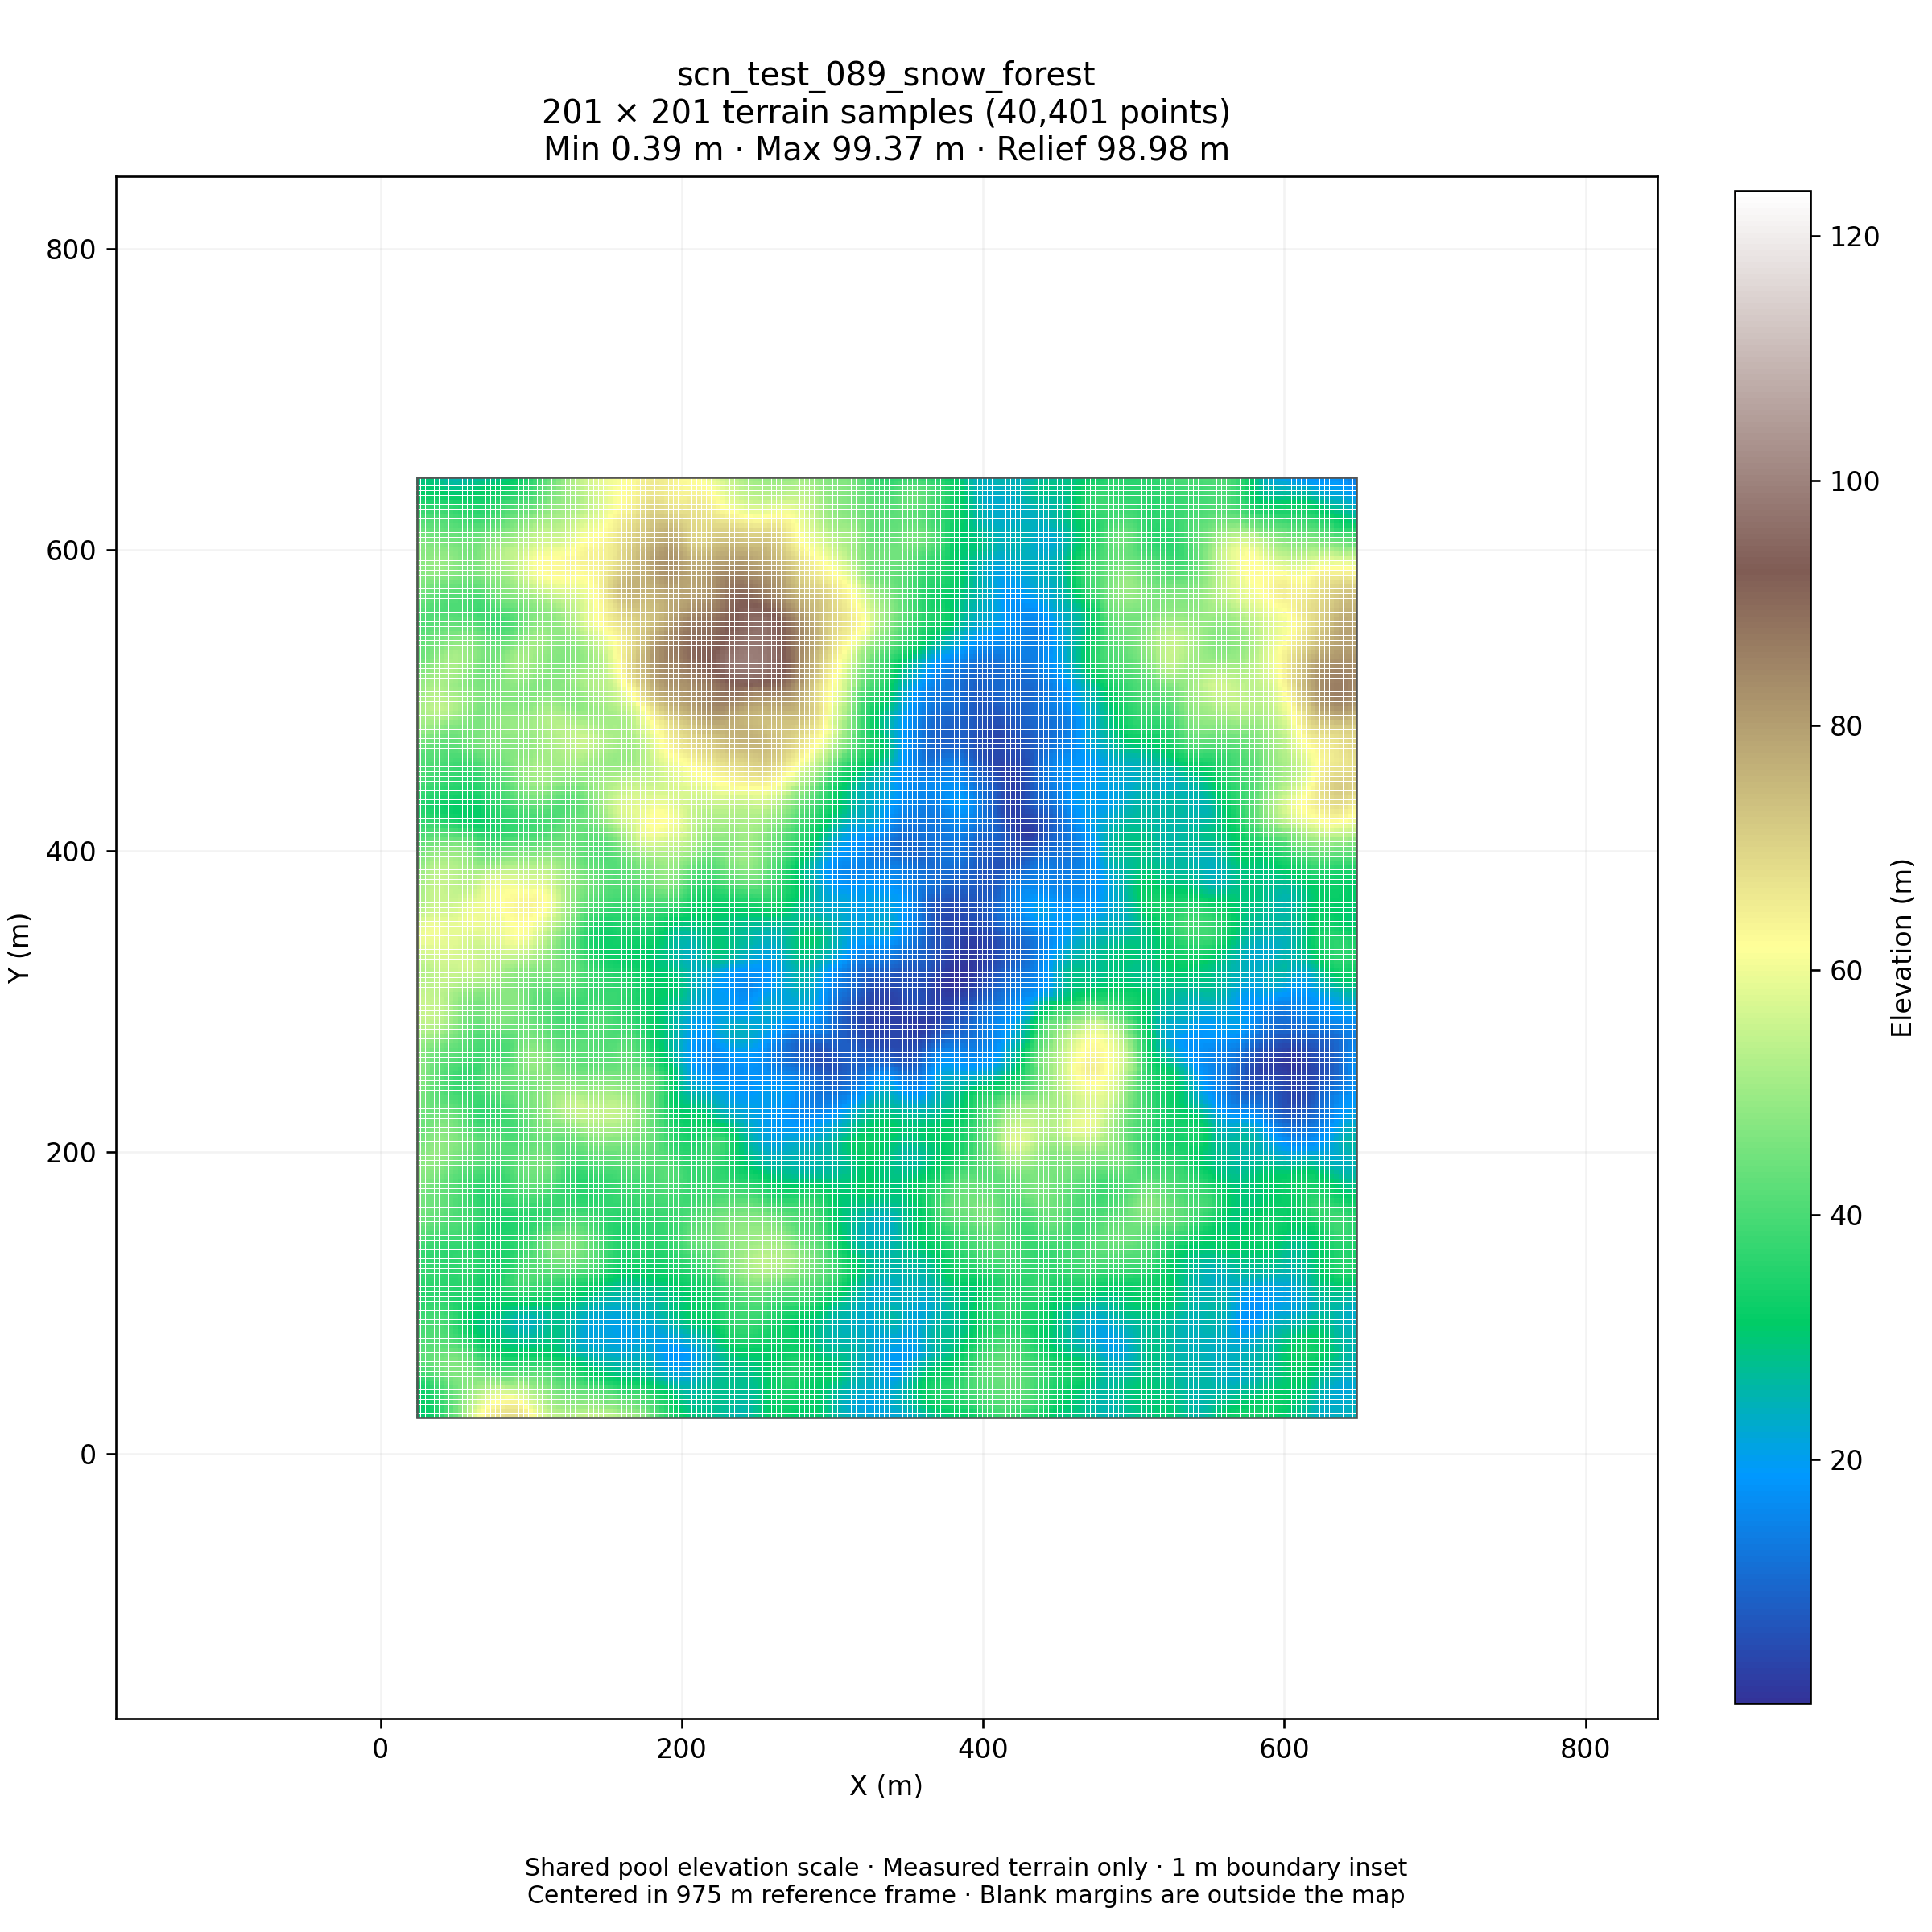 scn_test_089_snow_forest
201 × 201 terrain samples (40,401 points)
Min 0.39 m · Max 99.37 m · Relief 98.98 m
800
600
400
200
0
Y (m)
0
200
400
600
800
X (m)
120
100
80
60
40
20
Elevation (m)
Shared pool elevation scale · Measured terrain only · 1 m boundary inset
Centered in 975 m reference frame · Blank margins are outside the map